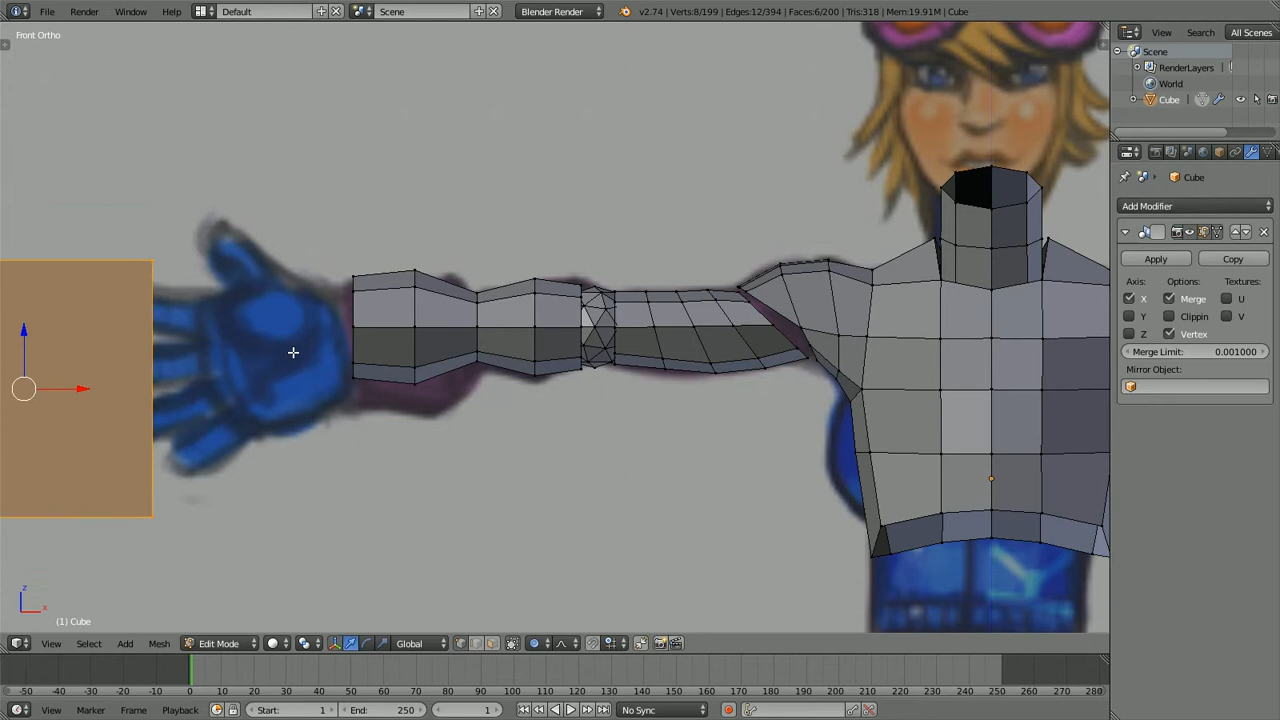 File Render Window Help Default Scene Blender Render v2.74 | Verts:8/199 | Edges:12/394 | Faces:6/200 | Tris:318 | Mem:19.91M | Cube
Front Ortho
View Search All Scenes
Scene
RenderLayers
World
Cube
Cube
Add Modifier
Apply Copy
Axis: Options: Textures:
X Merge U
Y Clippin V
Z Vertex
Merge Limit: 0.001000
Mirror Object:
z
x
(1) Cube
View Select Add Mesh Edit Mode Global
-50 -40 -30 -20 -10 0 10 20 30 40 50 60 70 80 90 100 110 120 130 140 150 160 170 180 190 200 210 220 230 240 250 260 270 280
View Marker Frame Playback Start: 1 End: 250 1 No Sync